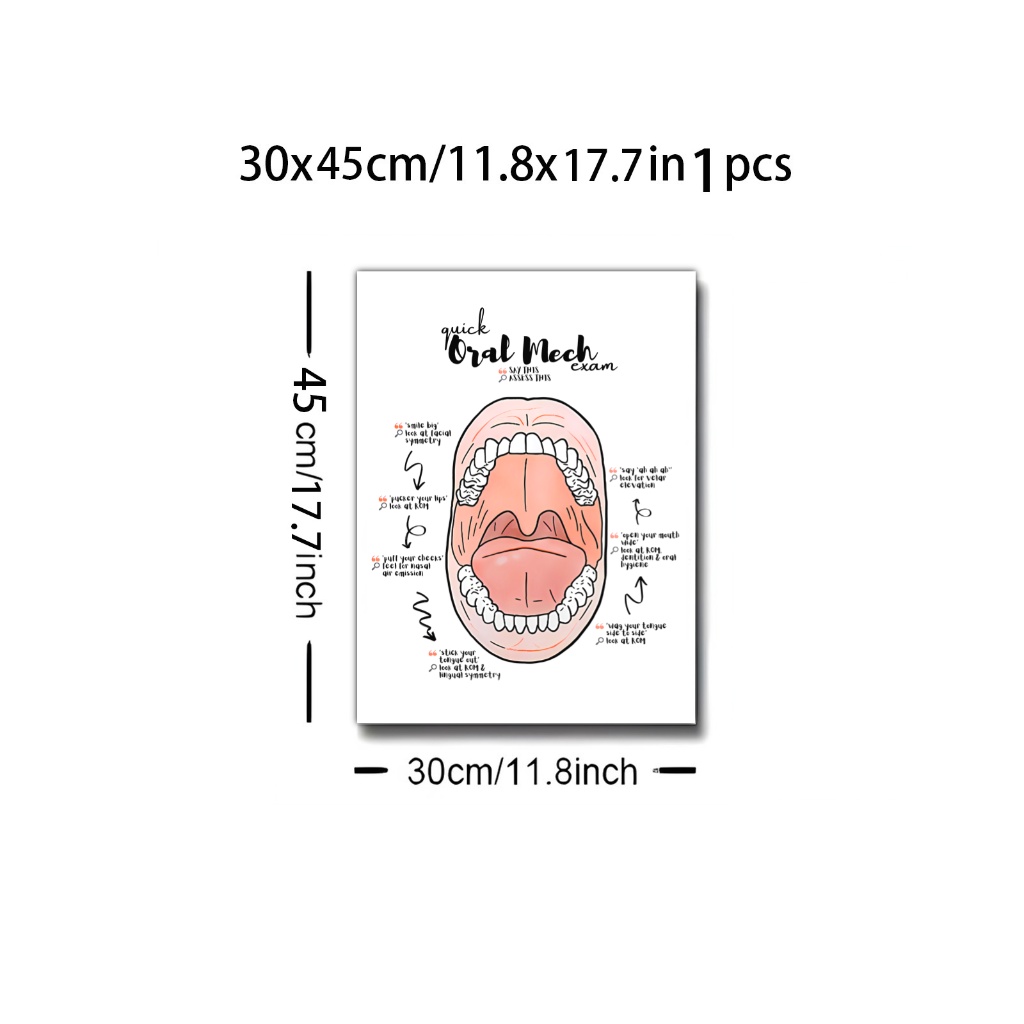 30x45cm/11.8x17.7in 1 pcs
quick
Oral Mech
exam
SAY THIS
ASSESS THIS
"smile big"
look at facial
symmetry
"pucker your lips"
look at ROM
"puff your cheeks"
feel for nasal
air emission
"stick your
tongue out"
look at ROM &
lingual symmetry
"wag your tongue
side to side"
look at ROM
"open your mouth
wide"
look at ROM,
dentition & oral
hygiene
"say 'ah ah ah'"
look for velar
elevation
45cm/17.7inch
30cm/11.8inch